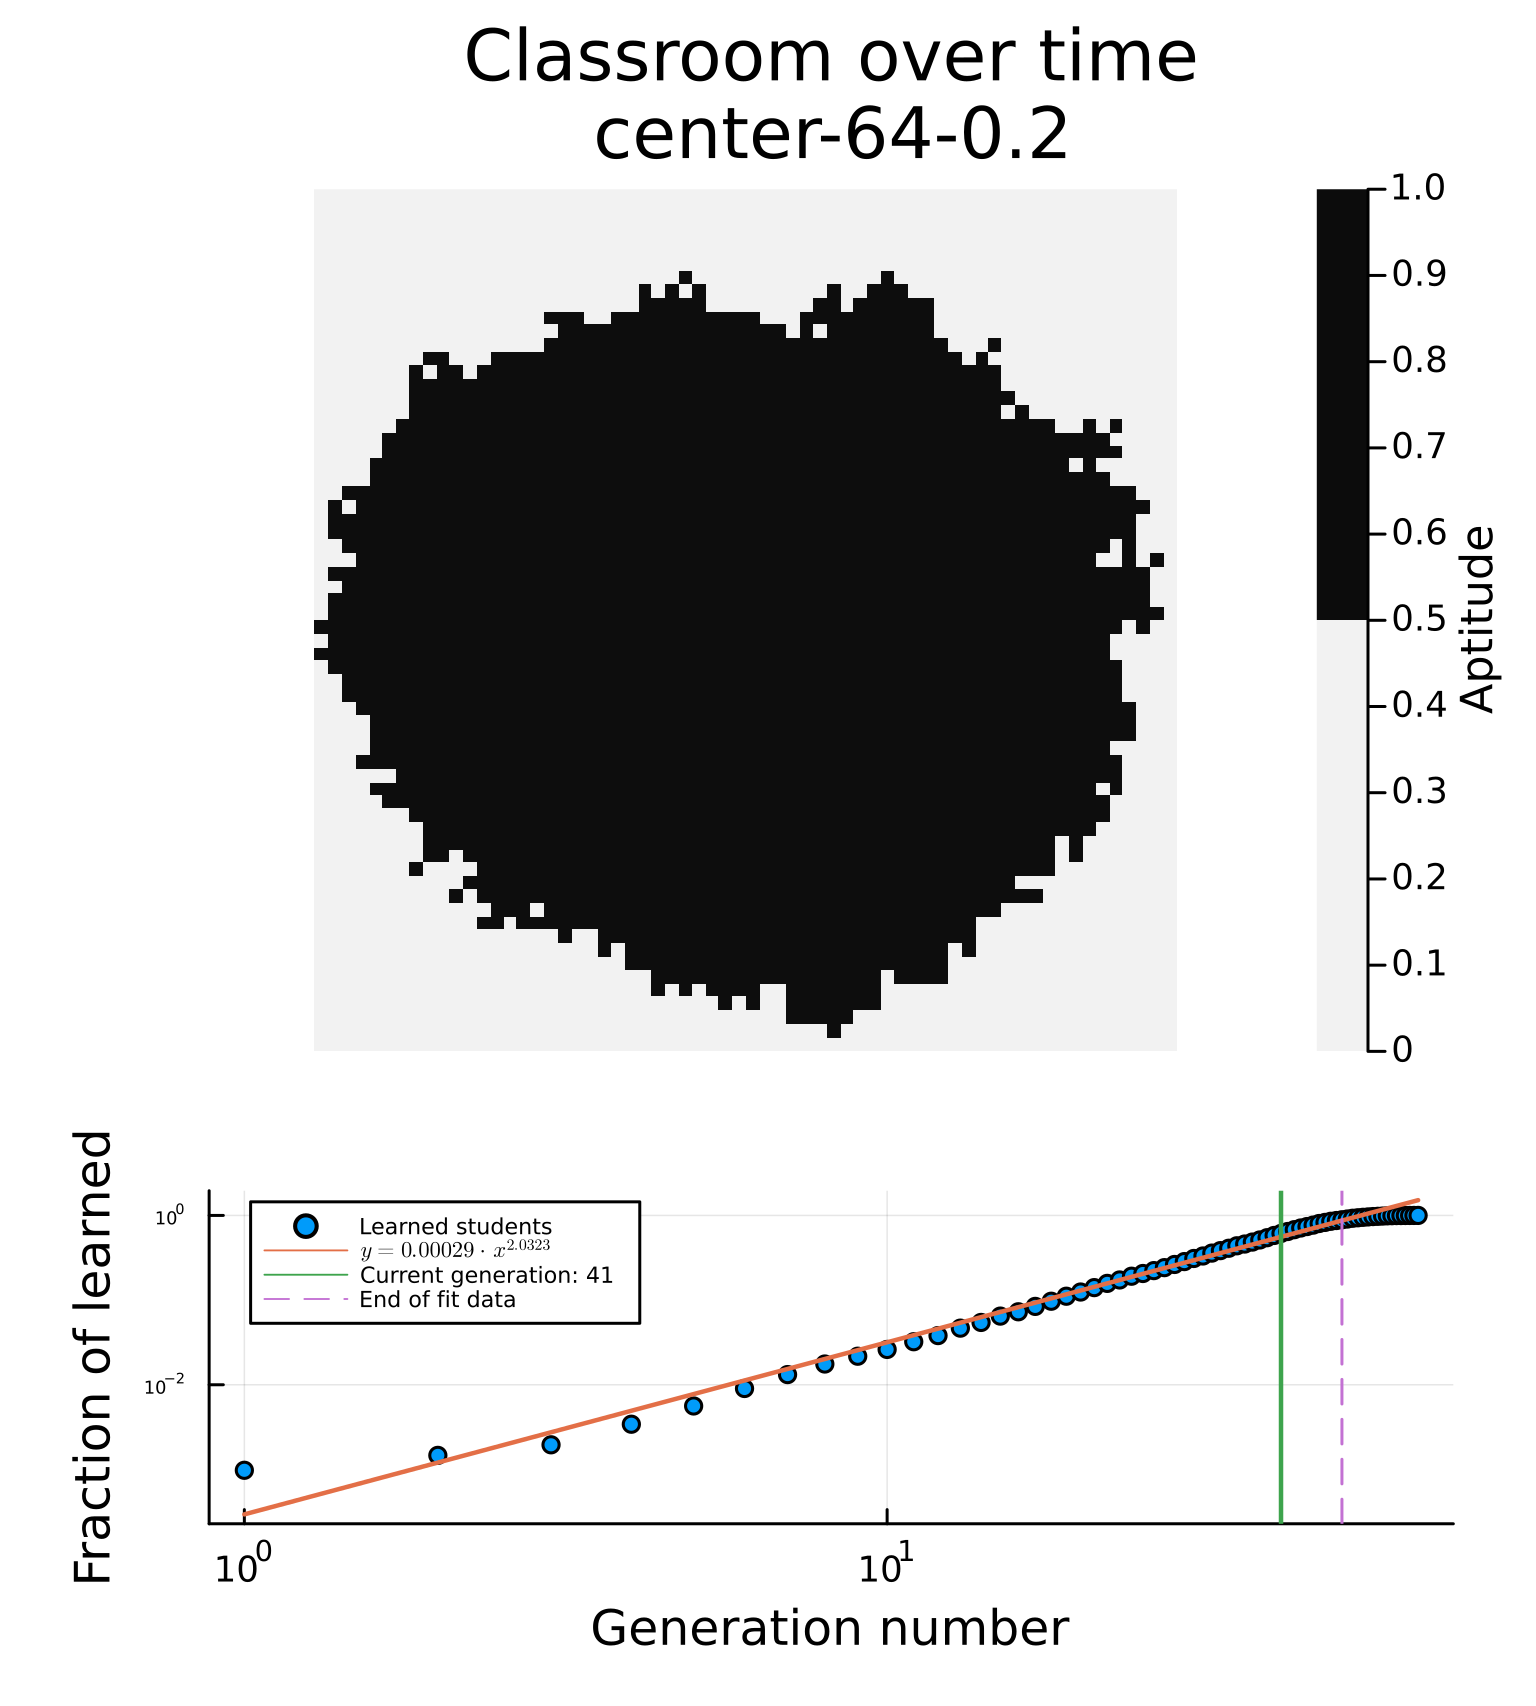 Classroom over time
center-64-0.2
1.0
0.9
0.8
0.7
0.6
0.5
0.4
0.3
0.2
0.1
0
Aptitude
Fraction of learned
10⁰
10⁻²
Learned students
y = 0.00029 · x^2.0323
Current generation: 41
End of fit data
10⁰
10¹
Generation number